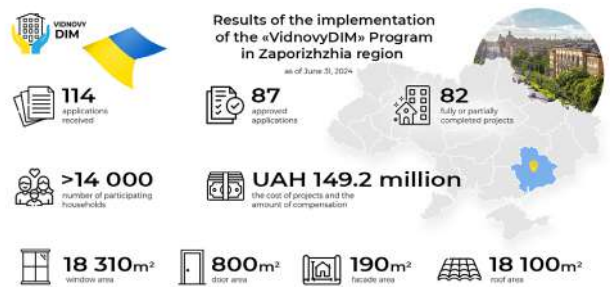 VIDNOVY
DIM
Results of the implementation
of the «VidnovyDIM» Program
in Zaporizhzhia region
as of June 31, 2024
114
applications
received
87
approved
applications
82
fully or partially
completed projects
>14 000
number of participating
households
UAH 149.2 million
the cost of projects and the
amount of compensation
18 310m²
window area
800m²
door area
190m²
facade area
18 100m²
roof area